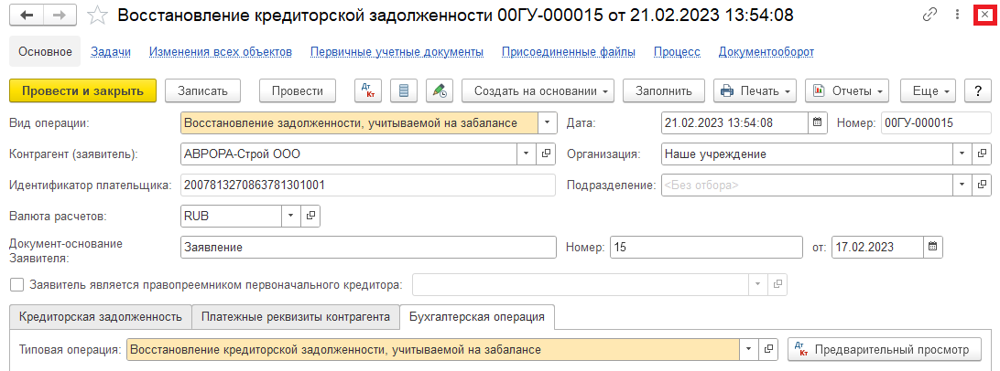 Восстановление кредиторской задолженности 00ГУ-000015 от 21.02.2023 13:54:08
Основное Задачи Изменения всех объектов Первичные учетные документы Присоединенные файлы Процесс Документооборот
Провести и закрыть Записать Провести Дт Кт Создать на основании Заполнить Печать Отчеты Еще ?
Вид операции: Восстановление задолженности, учитываемой на забалансе Дата: 21.02.2023 13:54:08 Номер: 00ГУ-000015
Контрагент (заявитель): АВРОРА-Строй ООО Организация: Наше учреждение
Идентификатор плательщика: 2007813270863781301001 Подразделение: <Без отбора>
Валюта расчетов: RUB
Документ-основание Заявителя: Заявление Номер: 15 от: 17.02.2023
Заявитель является правопреемником первоначального кредитора:
Кредиторская задолженность Платежные реквизиты контрагента Бухгалтерская операция
Типовая операция: Восстановление кредиторской задолженности, учитываемой на забалансе Дт Кт Предварительный просмотр